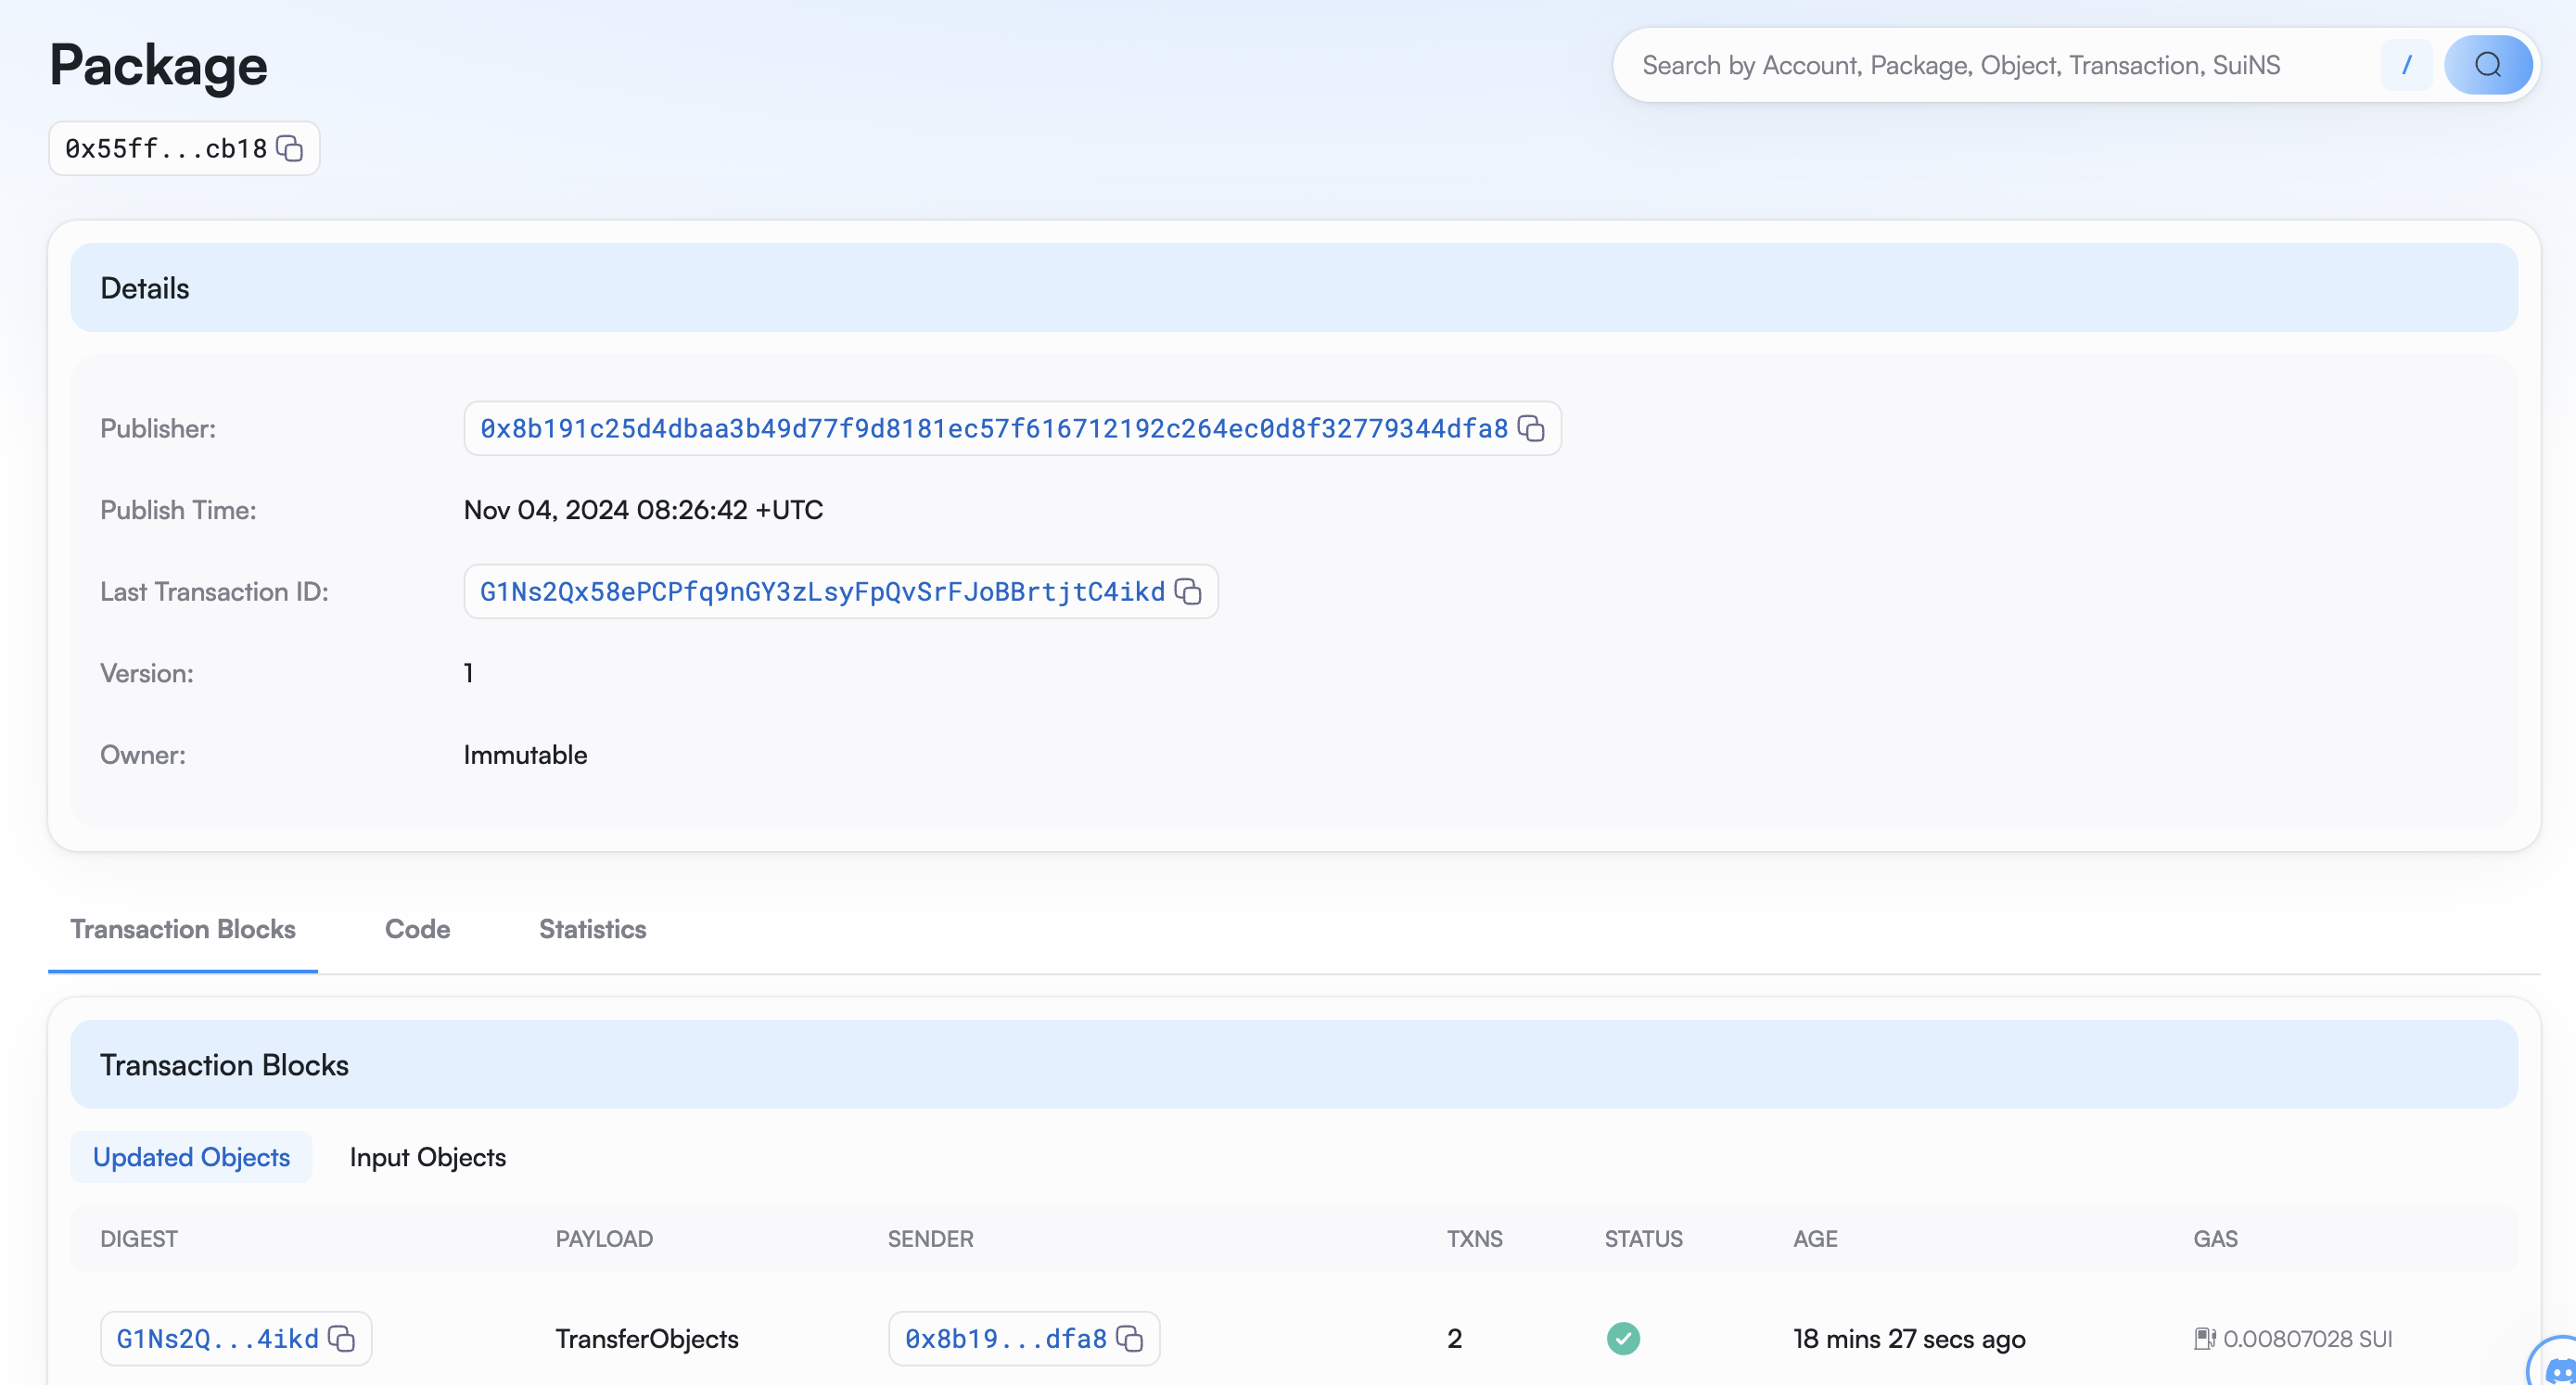 Package
Search by Account, Package, Object, Transaction, SuiNS /
0x55ff...cb18
Details
Publisher: 0x8b191c25d4dbaa3b49d77f9d8181ec57f616712192c264ec0d8f32779344dfa8
Publish Time: Nov 04, 2024 08:26:42 +UTC
Last Transaction ID: G1Ns2Qx58ePCPfq9nGY3zLsyFpQvSrFJoBBrtjtC4ikd
Version: 1
Owner: Immutable
Transaction Blocks Code Statistics
Transaction Blocks
Updated Objects Input Objects
DIGEST PAYLOAD SENDER TXNS STATUS AGE GAS
G1Ns2Q...4ikd TransferObjects 0x8b19...dfa8 2 18 mins 27 secs ago 0.00807028 SUI